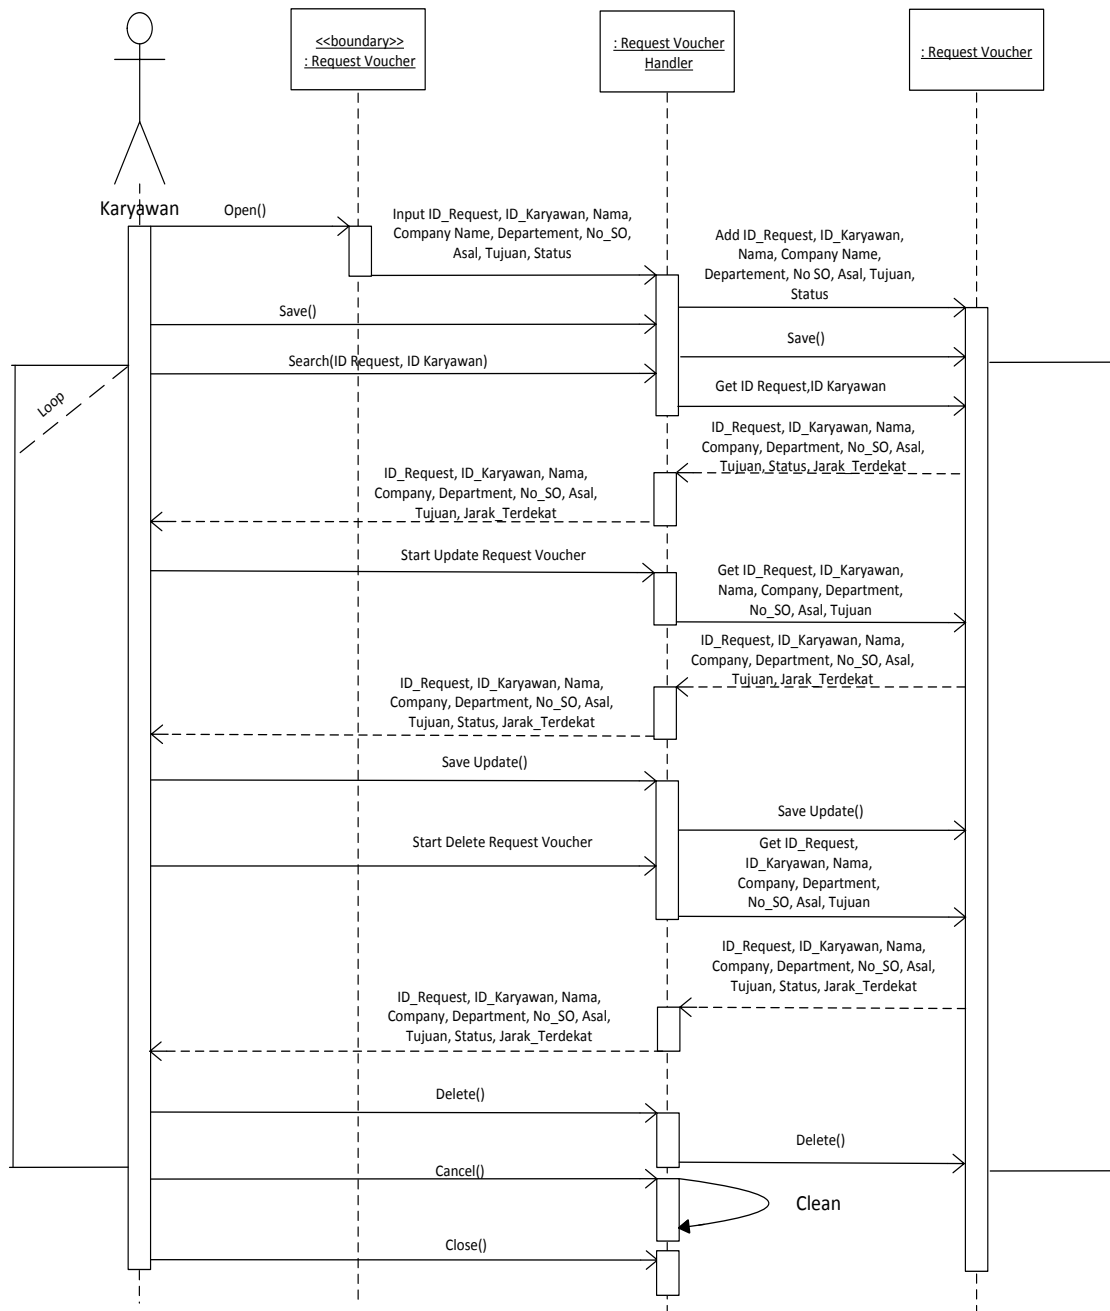 <<boundary>>
: Request Voucher
: Request Voucher
Handler
: Request Voucher
Karyawan
Open()
Input ID_Request, ID_Karyawan, Nama,
Company Name, Departement, No_SO,
Asal, Tujuan, Status
Add ID_Request, ID_Karyawan,
Nama, Company Name,
Departement, No SO, Asal, Tujuan,
Status
Save()
Save()
Search(ID Request, ID Karyawan)
Loop
Get ID Request,ID Karyawan
ID_Request, ID_Karyawan, Nama,
Company, Department, No_SO, Asal,
Tujuan, Status, Jarak_Terdekat
ID_Request, ID_Karyawan, Nama,
Company, Department, No_SO, Asal,
Tujuan, Jarak_Terdekat
Start Update Request Voucher
Get ID_Request, ID_Karyawan,
Nama, Company, Department,
No_SO, Asal, Tujuan
ID_Request, ID_Karyawan, Nama,
Company, Department, No_SO, Asal,
Tujuan, Jarak_Terdekat
ID_Request, ID_Karyawan, Nama,
Company, Department, No_SO, Asal,
Tujuan, Status, Jarak_Terdekat
Save Update()
Save Update()
Start Delete Request Voucher
Get ID_Request,
ID_Karyawan, Nama,
Company, Department,
No_SO, Asal, Tujuan
ID_Request, ID_Karyawan, Nama,
Company, Department, No_SO, Asal,
Tujuan, Status, Jarak_Terdekat
ID_Request, ID_Karyawan, Nama,
Company, Department, No_SO, Asal,
Tujuan, Status, Jarak_Terdekat
Delete()
Delete()
Cancel()
Clean
Close()